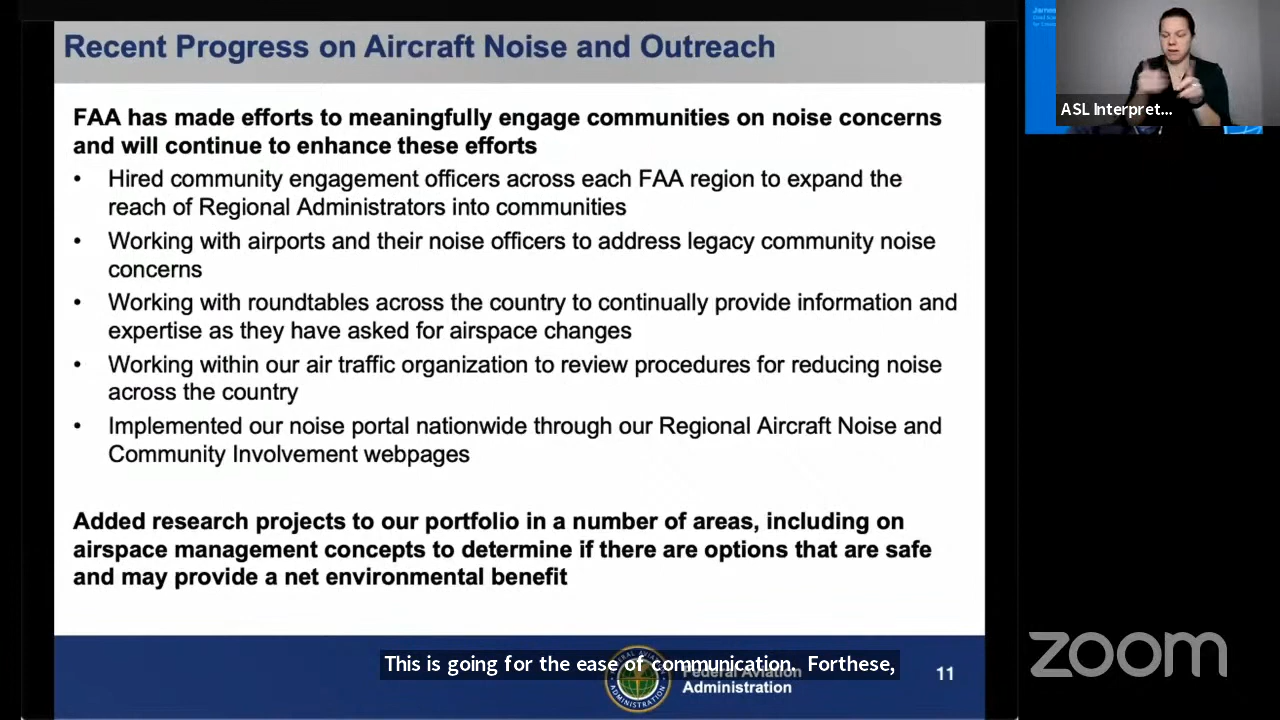 Recent Progress on Aircraft Noise and Outreach
FAA has made efforts to meaningfully engage communities on noise concerns
and will continue to enhance these efforts
• Hired community engagement officers across each FAA region to expand the
reach of Regional Administrators into communities
• Working with airports and their noise officers to address legacy community noise
concerns
• Working with roundtables across the country to continually provide information and
expertise as they have asked for airspace changes
• Working within our air traffic organization to review procedures for reducing noise
across the country
• Implemented our noise portal nationwide through our Regional Aircraft Noise and
Community Involvement webpages
Added research projects to our portfolio in a number of areas, including on
airspace management concepts to determine if there are options that are safe
and may provide a net environmental benefit
This is going for the ease of communication. Forthese,
Federal Aviation
Administration
11
James
ASL Interpret...
zoom